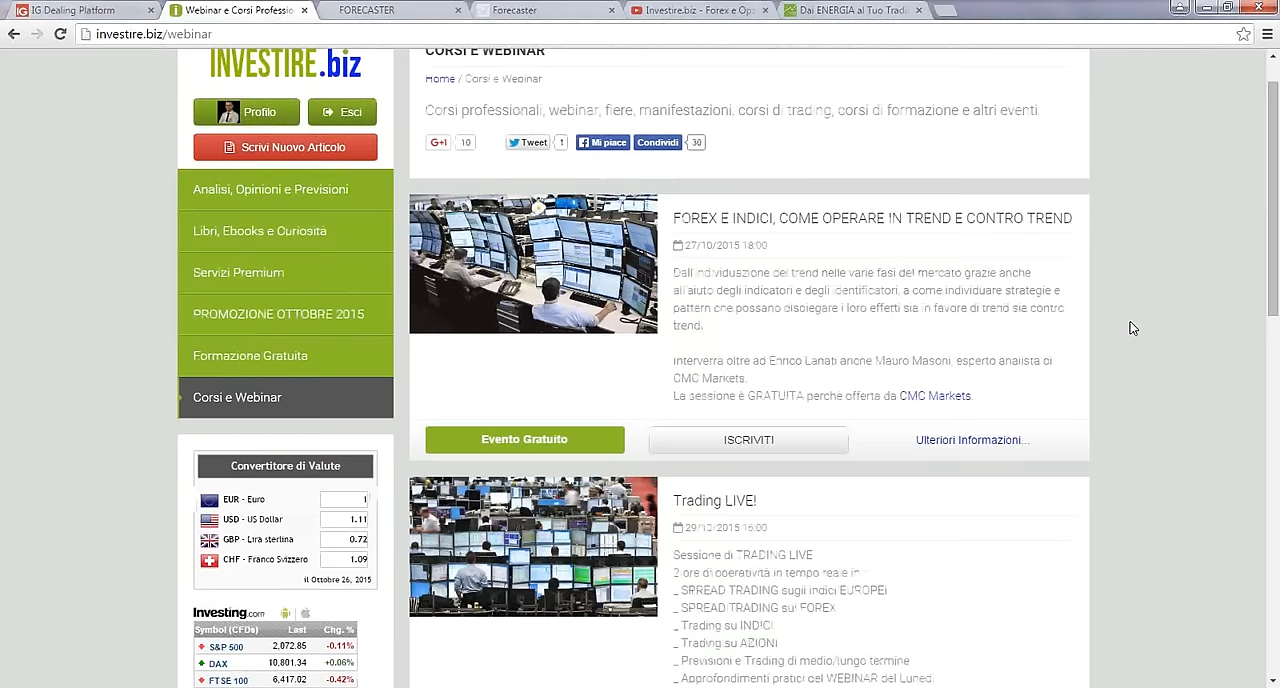 IG Dealing Platform
Webinar e Corsi Professio
FORECASTER
Forecaster
Investire.biz - Forex e Op
Dai ENERGIA al Tuo Tradi
investire.biz/webinar
INVESTIRE.biz
Profilo
Esci
Scrivi Nuovo Articolo
Analisi, Opinioni e Previsioni
Libri, Ebooks e Curiosità
Servizi Premium
PROMOZIONE OTTOBRE 2015
Formazione Gratuita
Corsi e Webinar
Convertitore di Valute
EUR - Euro 1
USD - US Dollar 1.11
GBP - Lira sterlina 0.72
CHF - Franco Svizzero 1.09
il Ottobre 26, 2015
Investing.com
Symbol (CFDs) Last Chg. %
S&P 500 2,072.85 -0.11%
DAX 10,801.34 +0.06%
FTSE 100 6,417.02 -0.42%
CORSI E WEBINAR
Home / Corsi e Webinar
Corsi professionali, webinar, fiere, manifestazioni, corsi di trading, corsi di formazione e altri eventi.
G+1 10 Tweet 1 Mi piace Condividi 30
FOREX E INDICI, COME OPERARE IN TREND E CONTRO TREND
27/10/2015 18:00
Dall'individuazione del trend nelle varie fasi del mercato grazie anche
all'aiuto degli indicatori e degli identificatori, a come individuare strategie e
pattern che possano dispiegare i loro effetti sie in favore di trend sie contro
trend.
Interverrà oltre ad Enrico Lanati anche Mauro Masoni, esperto analista di
CMC Markets.
La sessione è GRATUITA perchè offerta da CMC Markets.
Evento Gratuito
ISCRIVITI
Ulteriori Informazioni...
Trading LIVE!
29/10/2015 16:00
Sessione di TRADING LIVE
2 ore di operatività in tempo reale in
_ SPREAD TRADING sugli indici EUROPEI
_ SPREAD TRADING sul FOREX
_ Trading su INDICI
_ Trading su AZIONI
_ Previsioni e Trading di medio/lungo termine
_ Approfondimenti pratici del WEBINAR del Lunedì